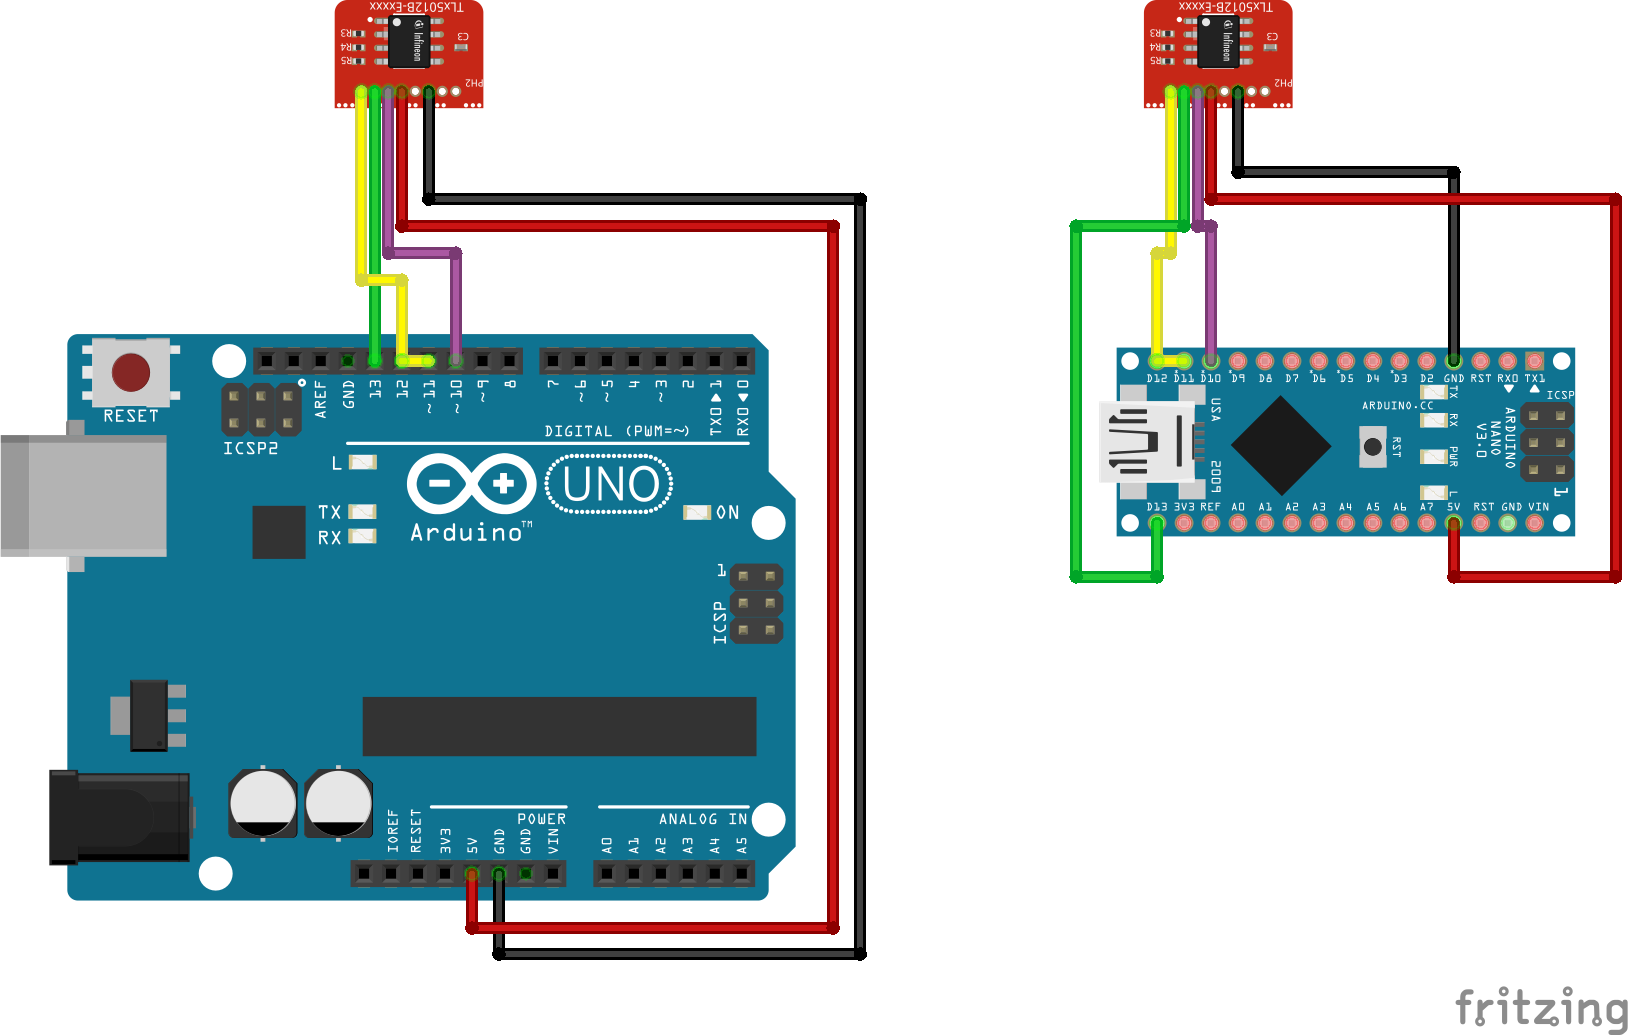 TLx5012B-Exxxx
R3
R4
R5
Infineon
C3
PH2
TLx5012B-Exxxx
R3
R4
R5
Infineon
C3
PH2
RESET
ICSP2
AREF
GND
13
12
~11
~10
~9
8
7
~6
~5
4
~3
2
TX0 1
RX0 0
DIGITAL (PWM=~)
L
TX
RX
Arduino™
UNO
ON
1
ICSP
IOREF
RESET
3V3
5V
GND
GND
VIN
POWER
A0
A1
A2
A3
A4
A5
ANALOG IN
D12
D11
D10
D9
D8
D7
D6
D5
D4
D3
D2
GND
RST
RX0
TX1
USA
2005
ARDUINO.CC
RST
TX
RX
PWR
L
ICSP
ARDUINO
NANO
V3.0
1
D13
3V3
REF
A0
A1
A2
A3
A4
A5
A6
A7
5V
RST
GND
VIN
fritzing